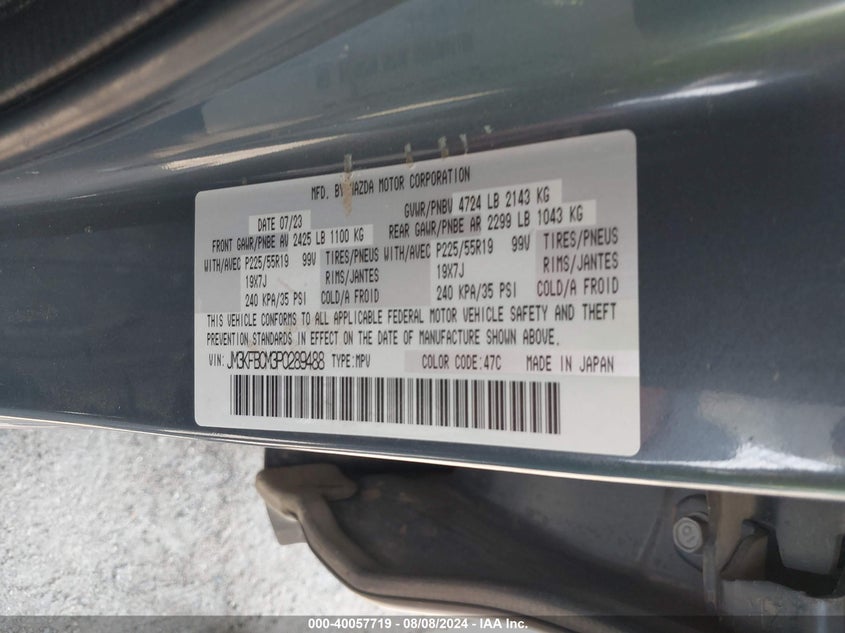 MFD. BY MAZDA MOTOR CORPORATION
DATE 07/23 GVWR/PNBV 4724 LB 2143 KG
FRONT GAWR/PNBE AV 2425 LB 1100 KG REAR GAWR/PNBE AR 2299 LB 1043 KG
WITH/AVEC P225/55R19 99V TIRES/PNEUS WITH/AVEC P225/55R19 99V TIRES/PNEUS
19X7J RIMS/JANTES 19X7J RIMS/JANTES
240 KPA/35 PSI COLD/A FROID 240 KPA/35 PSI COLD/A FROID
THIS VEHICLE CONFORMS TO ALL APPLICABLE FEDERAL MOTOR VEHICLE SAFETY AND THEFT
PREVENTION STANDARDS IN EFFECT ON THE DATE OF MANUFACTURE SHOWN ABOVE.
VIN: JM3KFBCM3P0289488 TYPE:MPV COLOR CODE:47C MADE IN JAPAN
000-40057719 - 08/08/2024 - IAA Inc.